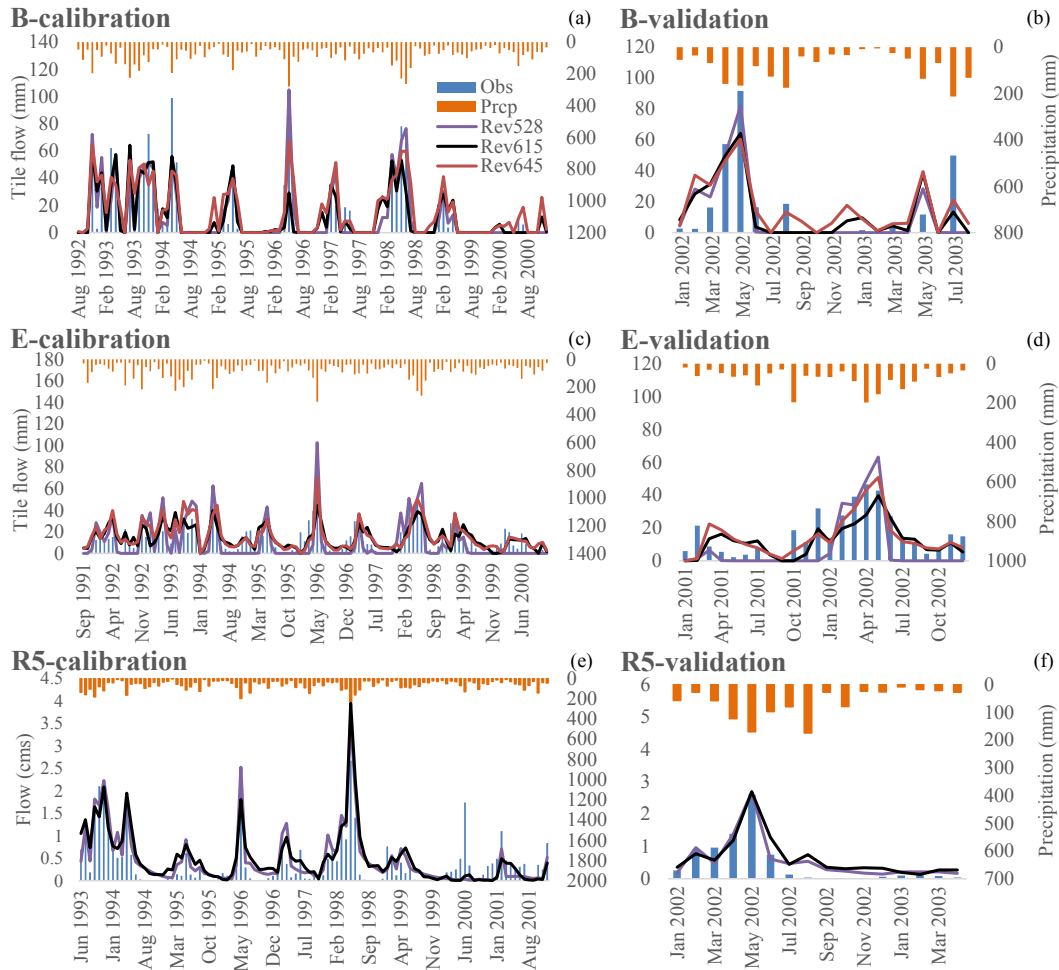 B-calibration
(a)
140
120
100
80
60
40
20
0
Tile flow (mm)
0
200
400
600
800
1000
1200
Obs
Prcp
Rev528
Rev615
Rev645
Aug 1992
Feb 1993
Aug 1993
Feb 1994
Aug 1994
Feb 1995
Aug 1995
Feb 1996
Aug 1996
Feb 1997
Aug 1997
Feb 1998
Aug 1998
Feb 1999
Aug 1999
Feb 2000
Aug 2000
B-validation
(b)
120
100
80
60
40
20
0
0
200
400
600
800
Precipitation (mm)
Jan 2002
Mar 2002
May 2002
Jul 2002
Sep 2002
Nov 2002
Jan 2003
Mar 2003
May 2003
Jul 2003
E-calibration
(c)
180
160
140
120
100
80
60
40
20
0
Tile flow (mm)
0
200
400
600
800
1000
1200
1400
Sep 1991
Apr 1992
Nov 1992
Jun 1993
Jan 1994
Aug 1994
Mar 1995
Oct 1995
May 1996
Dec 1996
Jul 1997
Feb 1998
Sep 1998
Apr 1999
Nov 1999
Jun 2000
E-validation
(d)
120
100
80
60
40
20
0
0
200
400
600
800
1000
Precipitation (mm)
Jan 2001
Apr 2001
Jul 2001
Oct 2001
Jan 2002
Apr 2002
Jul 2002
Oct 2002
R5-calibration
(e)
4.5
4
3.5
3
2.5
2
1.5
1
0.5
0
Flow (cms)
0
200
400
600
800
1000
1200
1400
1600
1800
2000
Jun 1993
Jan 1994
Aug 1994
Mar 1995
Oct 1995
May 1996
Dec 1996
Jul 1997
Feb 1998
Sep 1998
Apr 1999
Nov 1999
Jun 2000
Jan 2001
Aug 2001
R5-validation
(f)
6
5
4
3
2
1
0
0
100
200
300
400
500
600
700
Precipitation (mm)
Jan 2002
Mar 2002
May 2002
Jul 2002
Sep 2002
Nov 2002
Jan 2003
Mar 2003